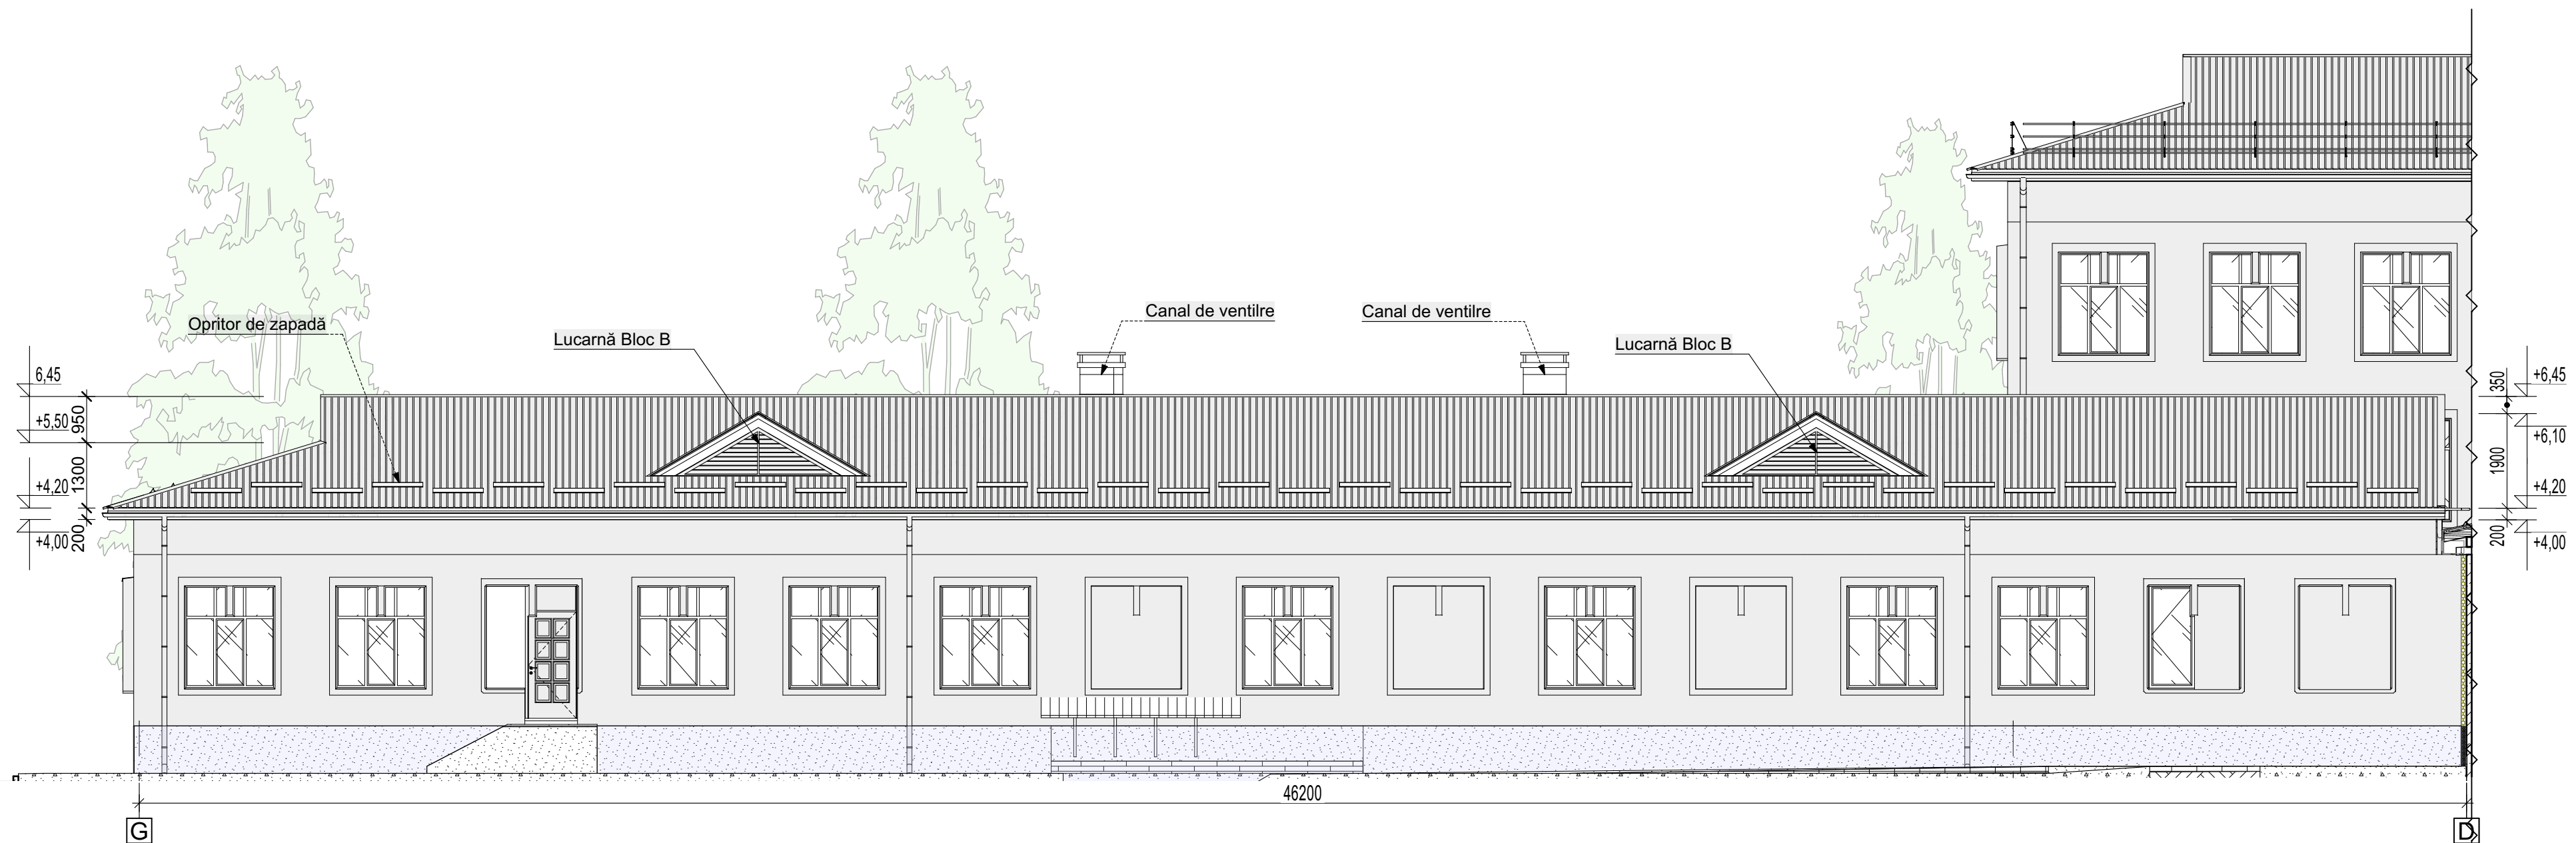 Canal de ventilre
Canal de ventilre
Opritor de zapadă
Lucarnă Bloc B
Lucarnă Bloc B
6,45
950
+5,50
1300
+4,20
200
+4,00
350
+6,45
+6,10
1900
+4,20
200
+4,00
46200
G
D